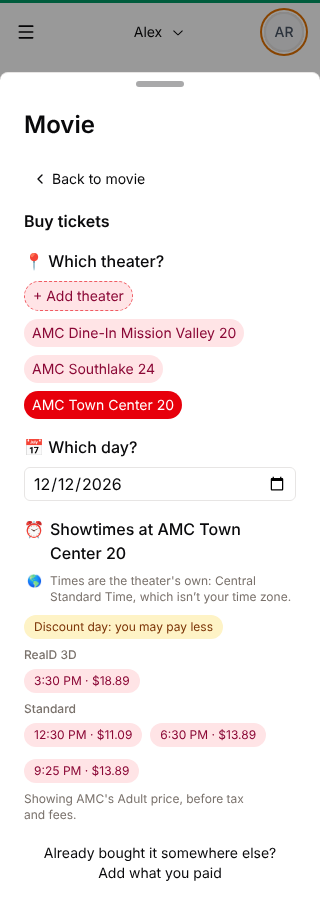 Alex
AR
Movie
Back to movie
Buy tickets
📍 Which theater?
+ Add theater
AMC Dine-In Mission Valley 20
AMC Southlake 24
AMC Town Center 20
📅 Which day?
12/12/2026
⏰ Showtimes at AMC Town
Center 20
🌎 Times are the theater's own: Central
Standard Time, which isn’t your time zone.
Discount day: you may pay less
RealD 3D
3:30 PM · $18.89
Standard
12:30 PM · $11.09 6:30 PM · $13.89
9:25 PM · $13.89
Showing AMC's Adult price, before tax
and fees.
Already bought it somewhere else?
Add what you paid